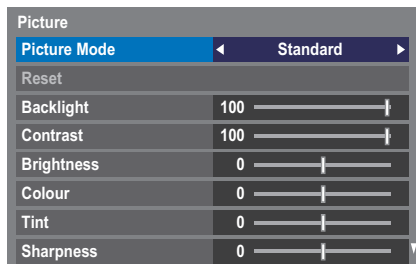 Picture
Picture Mode Standard
Reset
Backlight 100
Contrast 100
Brightness 0
Colour 0
Tint 0
Sharpness 0